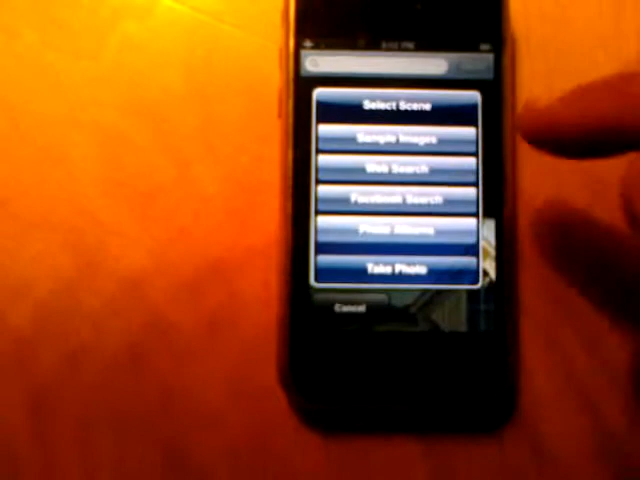 Select Scene
Sample Images
Web Search
Facebook Search
Photo Albums
Take Photo
Cancel